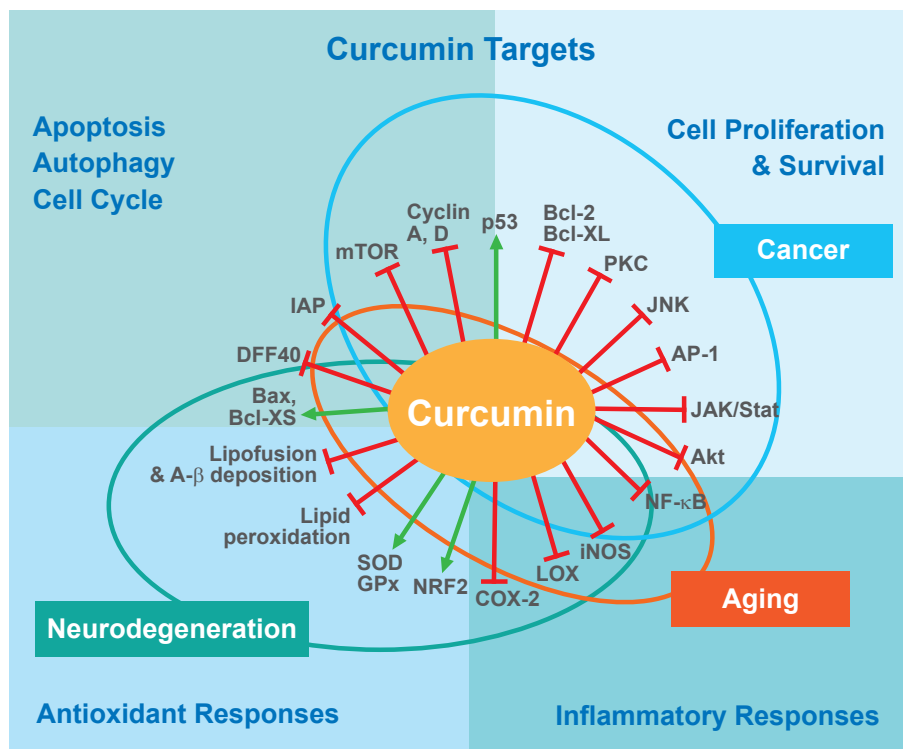 Curcumin Targets
Apoptosis
Autophagy
Cell Cycle
Cell Proliferation
& Survival
Cancer
Cyclin
A, D
p53
Bcl-2
Bcl-XL
mTOR
PKC
IAP
JNK
DFF40
AP-1
Bax,
Bcl-XS
Curcumin
JAK/Stat
Lipofusion
& A-β deposition
Akt
Lipid
peroxidation
NF-κB
SOD
GPx
NRF2
COX-2
LOX
iNOS
Aging
Neurodegeneration
Antioxidant Responses
Inflammatory Responses